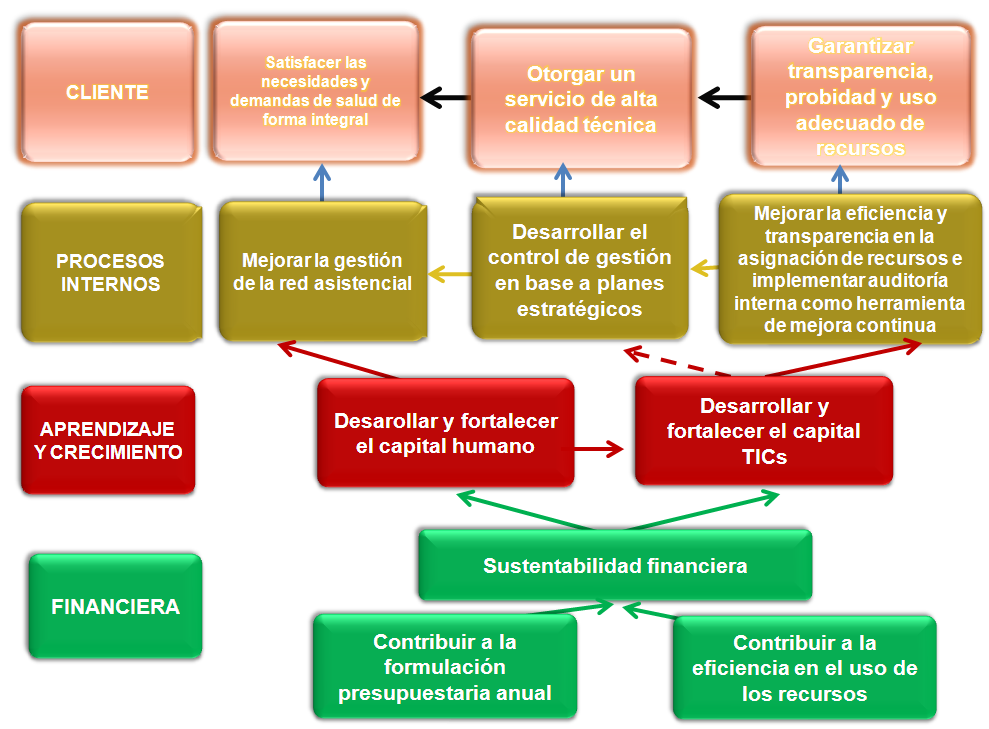 CLIENTE
Satisfacer las
necesidades y
demandas de salud de
forma integral
Otorgar un
servicio de alta
calidad técnica
Garantizar
transparencia,
probidad y uso
adecuado de
recursos
PROCESOS
INTERNOS
Mejorar la gestión
de la red asistencial
Desarrollar el
control de gestión
en base a planes
estratégicos
Mejorar la eficiencia y
transparencia en la
asignación de recursos e
implementar auditoría
interna como herramienta
de mejora continua
APRENDIZAJE
Y CRECIMIENTO
Desarollar y fortalecer
el capital humano
Desarrollar y
fortalecer el capital
TICs
FINANCIERA
Sustentabilidad financiera
Contribuir a la
formulación
presupuestaria anual
Contribuir a la
eficiencia en el uso de
los recursos